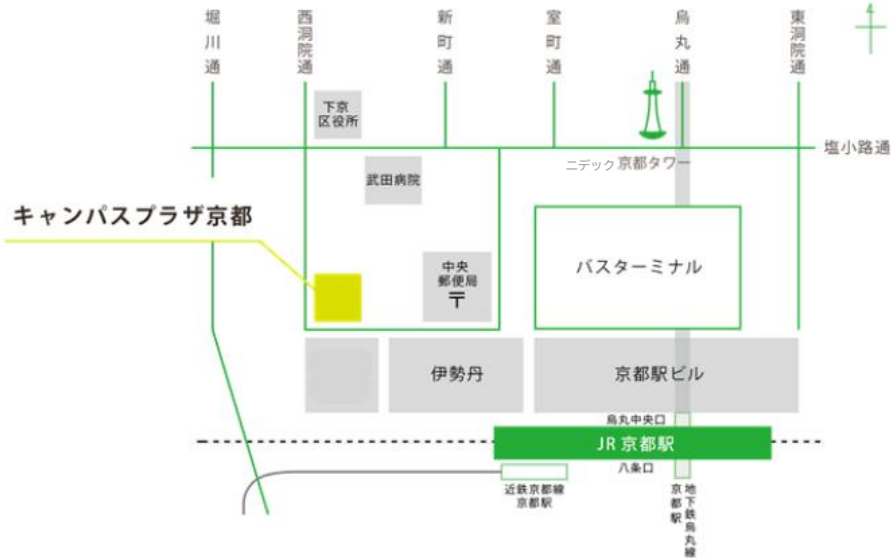 堀川通
西洞院通
新町通
室町通
烏丸通
東洞院通
4
下京
区役所
塩小路通
ニデック 京都タワー
武田病院
キャンパスプラザ京都
中央
郵便局
〒
バスターミナル
伊勢丹
京都駅ビル
烏丸中央口
JR 京都駅
八条口
近鉄京都線
京都駅
地下鉄烏丸線
京都駅